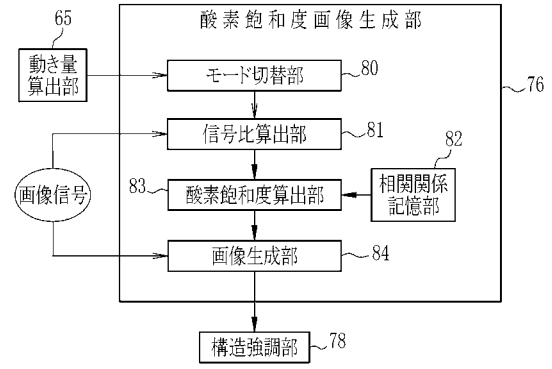 酸素飽和度画像生成部
65
動き量
算出部
モード切替部
80
76
信号比算出部
81
82
画像信号
83
酸素飽和度算出部
相関関係
記憶部
画像生成部
84
構造強調部
78